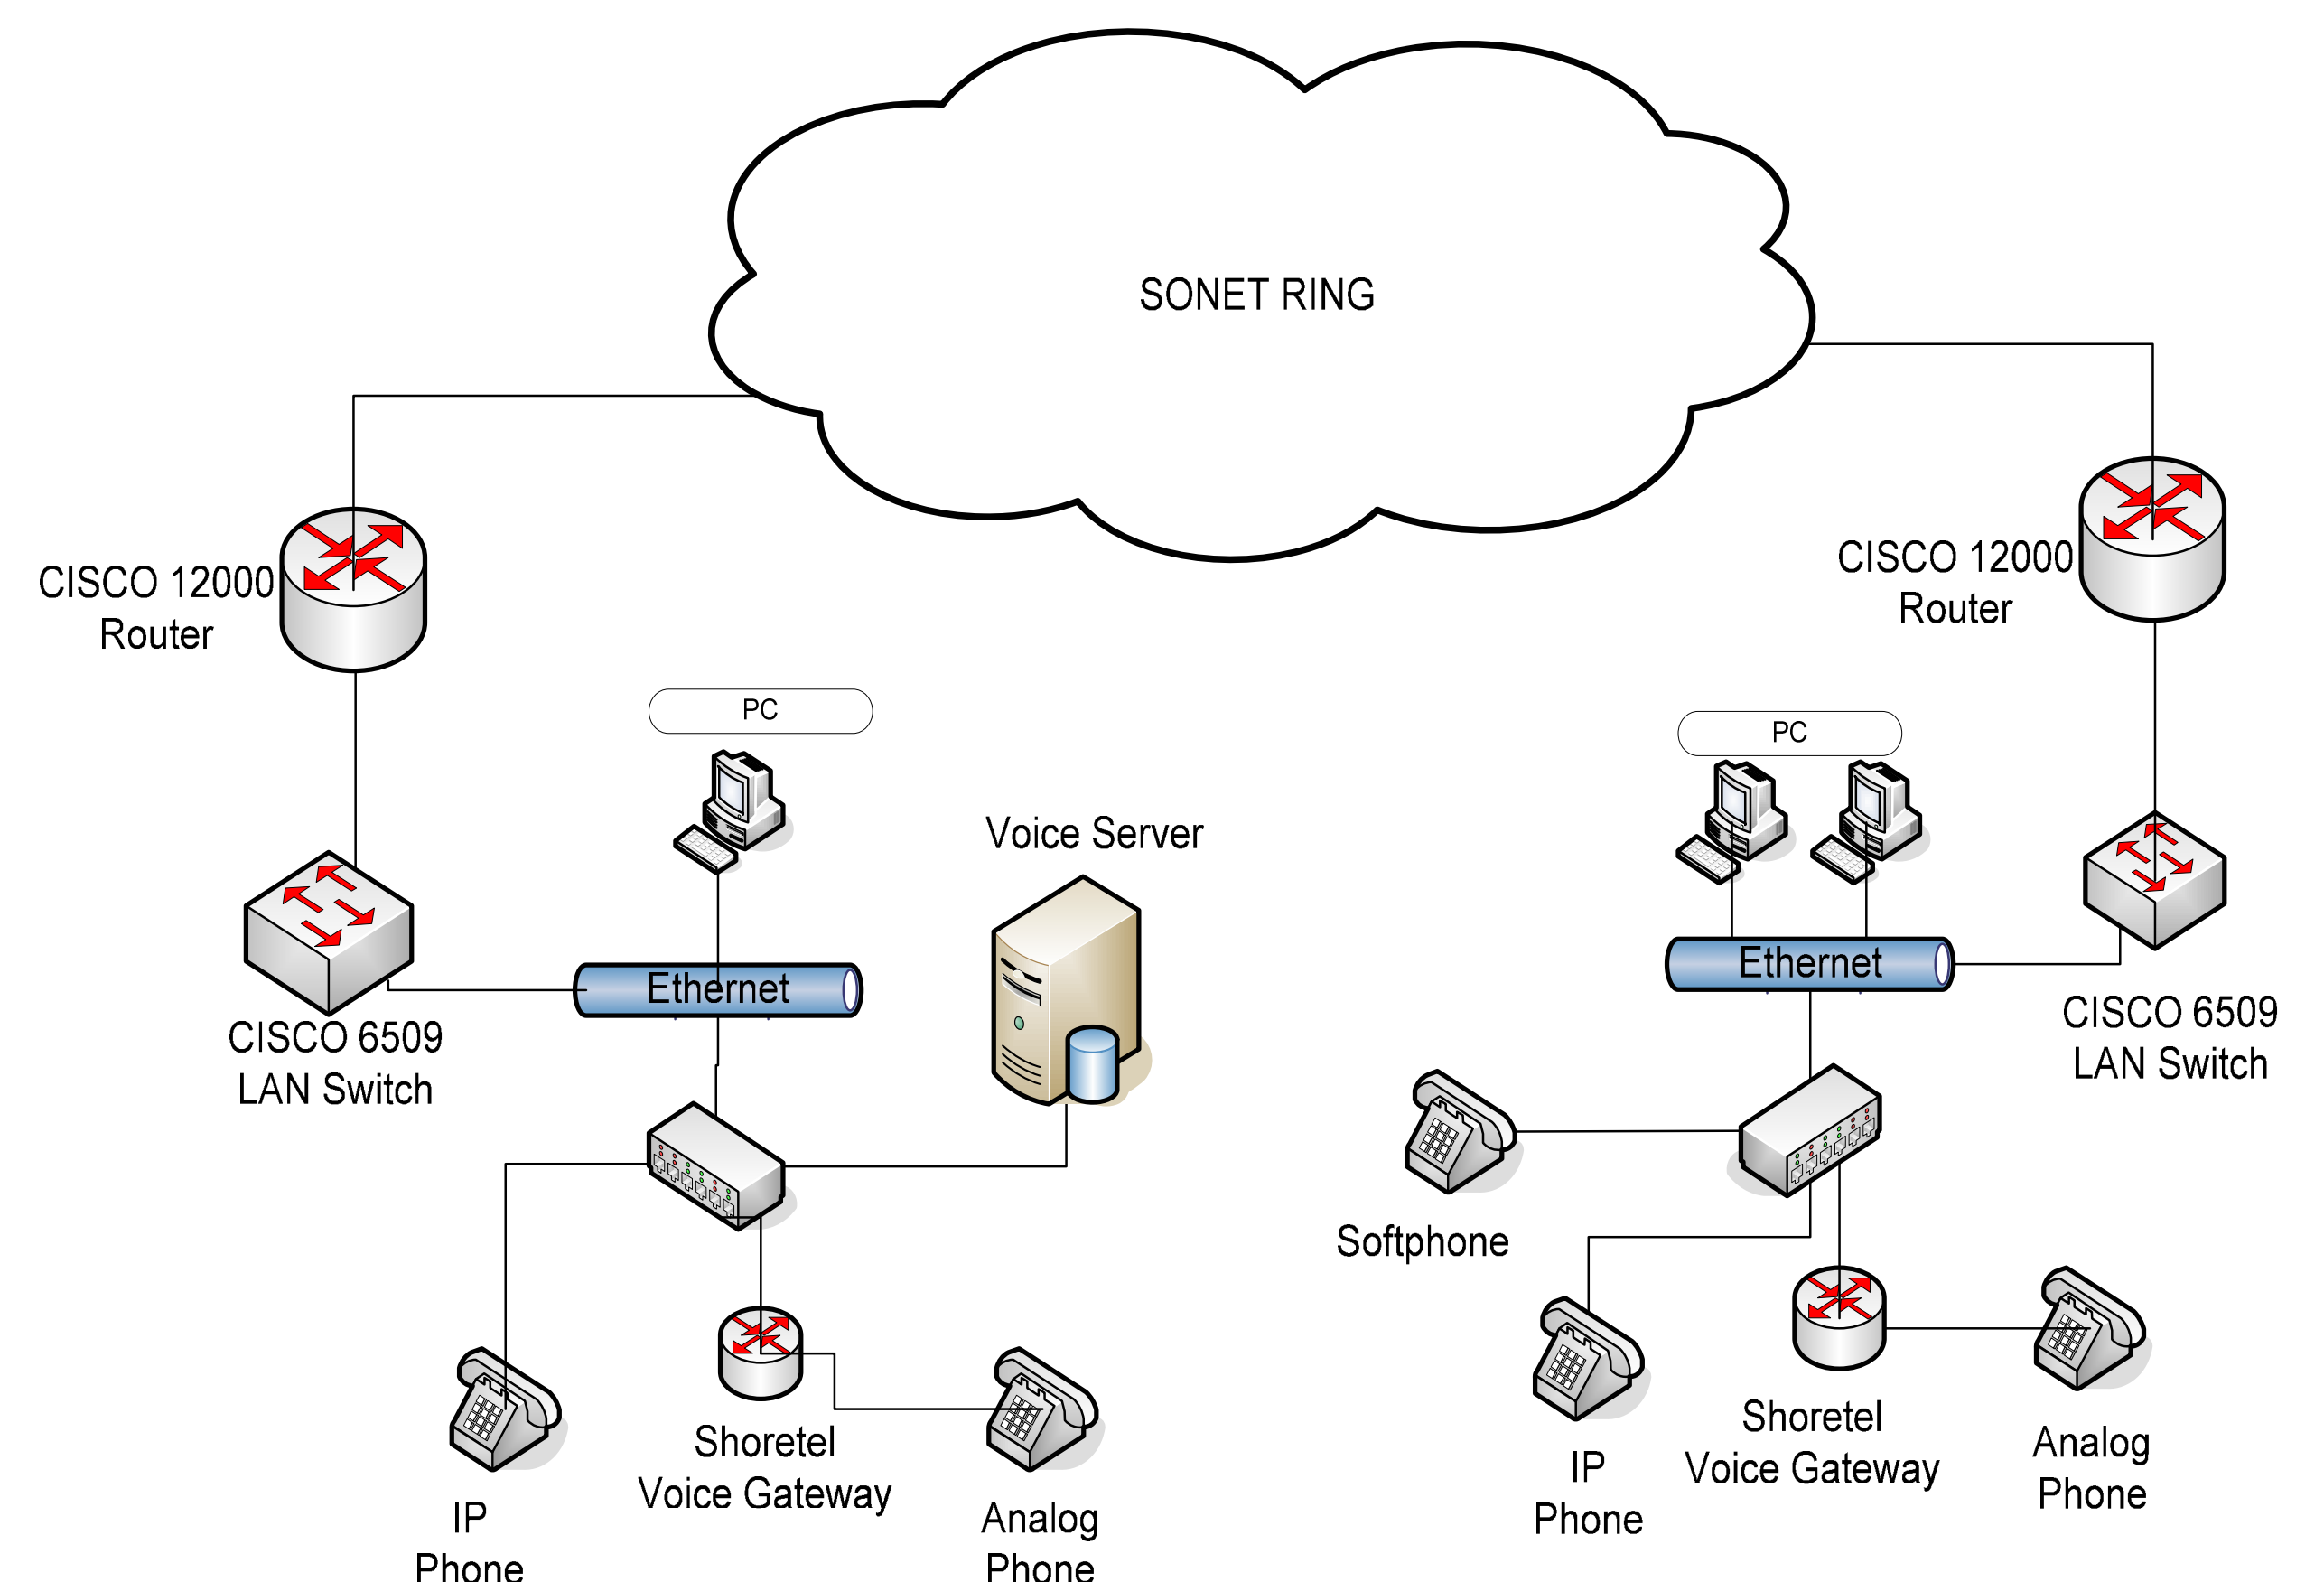 SONET RING
CISCO 12000
Router
CISCO 12000
Router
PC
PC
Voice Server
Ethernet
Ethernet
CISCO 6509
LAN Switch
CISCO 6509
LAN Switch
Softphone
Shoretel
Voice Gateway
IP
Phone
Analog
Phone
IP
Phone
Shoretel
Voice Gateway
Analog
Phone